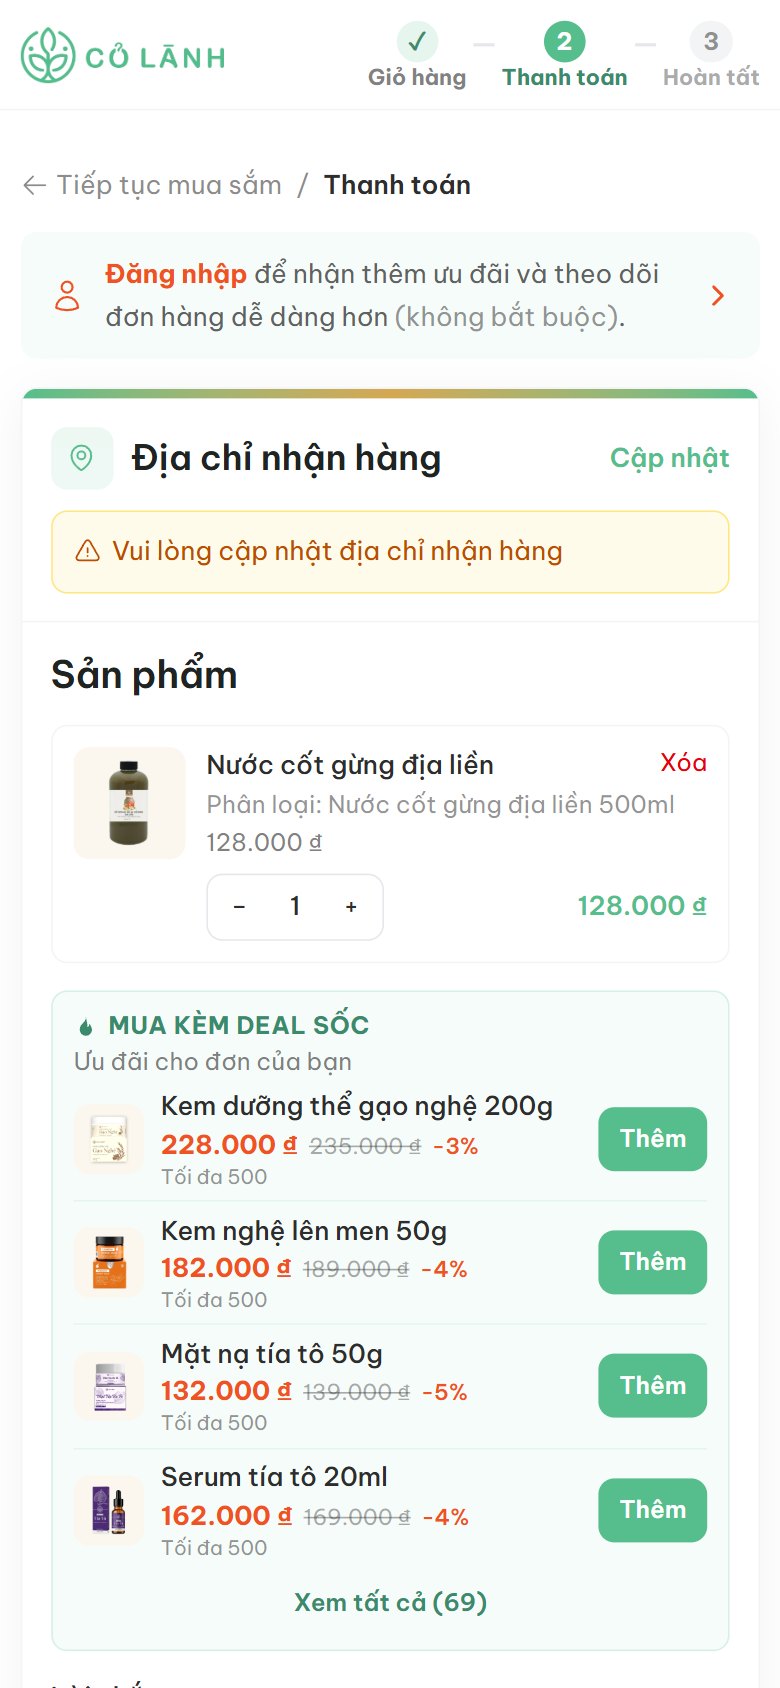 CỎ LÀNH
✓ 2 3
Giỏ hàng Thanh toán Hoàn tất
← Tiếp tục mua sắm / Thanh toán
Đăng nhập để nhận thêm ưu đãi và theo dõi
đơn hàng dễ dàng hơn (không bắt buộc).
Địa chỉ nhận hàng Cập nhật
Vui lòng cập nhật địa chỉ nhận hàng
Sản phẩm
Nước cốt gừng địa liền Xóa
Phân loại: Nước cốt gừng địa liền 500ml
128.000 ₫
− 1 + 128.000 ₫
MUA KÈM DEAL SỐC
Ưu đãi cho đơn của bạn
Kem dưỡng thể gạo nghệ 200g
228.000 ₫ 235.000 ₫ -3% Thêm
Tối đa 500
Kem nghệ lên men 50g
182.000 ₫ 189.000 ₫ -4% Thêm
Tối đa 500
Mặt nạ tía tô 50g
132.000 ₫ 139.000 ₫ -5% Thêm
Tối đa 500
Serum tía tô 20ml
162.000 ₫ 169.000 ₫ -4% Thêm
Tối đa 500
Xem tất cả (69)